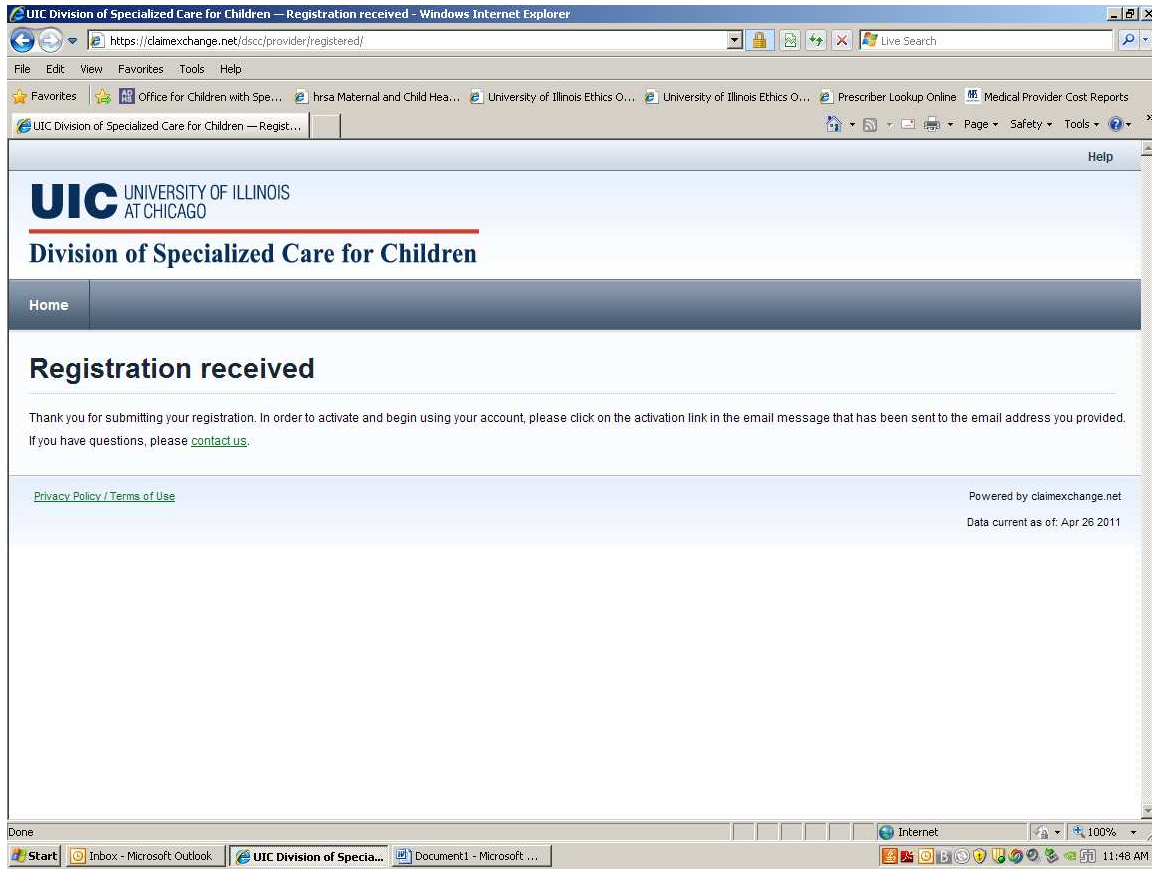 UIC Division of Specialized Care for Children — Registration received - Windows Internet Explorer
https://claimexchange.net/dscc/provider/registered/
Live Search
File Edit View Favorites Tools Help
Favorites Office for Children with Spe... hrsa Maternal and Child Hea... University of Illinois Ethics O... University of Illinois Ethics O... Prescriber Lookup Online Medical Provider Cost Reports
UIC Division of Specialized Care for Children — Regist... Page Safety Tools
Help
UIC UNIVERSITY OF ILLINOIS
AT CHICAGO
Division of Specialized Care for Children
Home
Registration received
Thank you for submitting your registration. In order to activate and begin using your account, please click on the activation link in the email message that has been sent to the email address you provided.
If you have questions, please contact us.
Privacy Policy / Terms of Use Powered by claimexchange.net
Data current as of: Apr 26 2011
Done Internet 100%
Start Inbox - Microsoft Outlook UIC Division of Specia... Document1 - Microsoft ... 11:48 AM